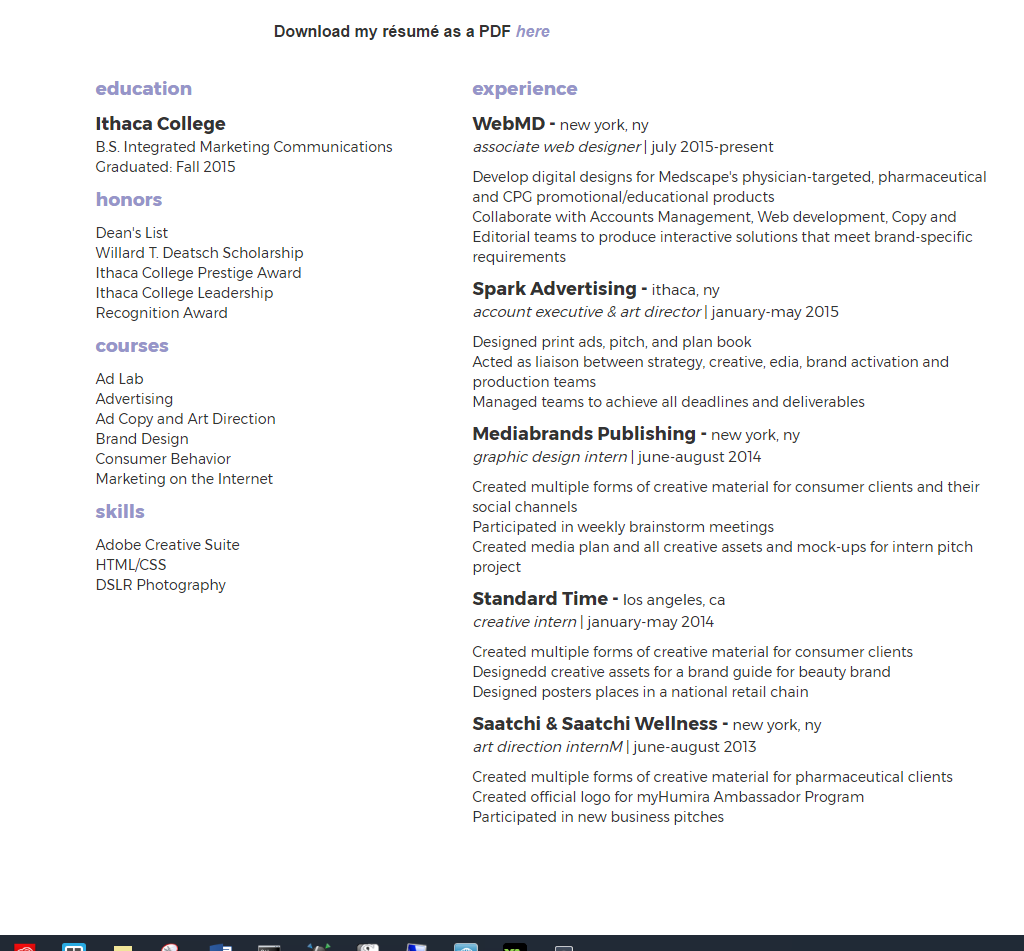 Download my résumé as a PDF here
education
Ithaca College
B.S. Integrated Marketing Communications
Graduated: Fall 2015
honors
Dean's List
Willard T. Deatsch Scholarship
Ithaca College Prestige Award
Ithaca College Leadership
Recognition Award
courses
Ad Lab
Advertising
Ad Copy and Art Direction
Brand Design
Consumer Behavior
Marketing on the Internet
skills
Adobe Creative Suite
HTML/CSS
DSLR Photography
experience
WebMD - new york, ny
associate web designer | july 2015-present
Develop digital designs for Medscape's physician-targeted, pharmaceutical
and CPG promotional/educational products
Collaborate with Accounts Management, Web development, Copy and
Editorial teams to produce interactive solutions that meet brand-specific
requirements
Spark Advertising - ithaca, ny
account executive & art director | january-may 2015
Designed print ads, pitch, and plan book
Acted as liaison between strategy, creative, edia, brand activation and
production teams
Managed teams to achieve all deadlines and deliverables
Mediabrands Publishing - new york, ny
graphic design intern | june-august 2014
Created multiple forms of creative material for consumer clients and their
social channels
Participated in weekly brainstorm meetings
Created media plan and all creative assets and mock-ups for intern pitch
project
Standard Time - los angeles, ca
creative intern | january-may 2014
Created multiple forms of creative material for consumer clients
Designedd creative assets for a brand guide for beauty brand
Designed posters places in a national retail chain
Saatchi & Saatchi Wellness - new york, ny
art direction internM | june-august 2013
Created multiple forms of creative material for pharmaceutical clients
Created official logo for myHumira Ambassador Program
Participated in new business pitches